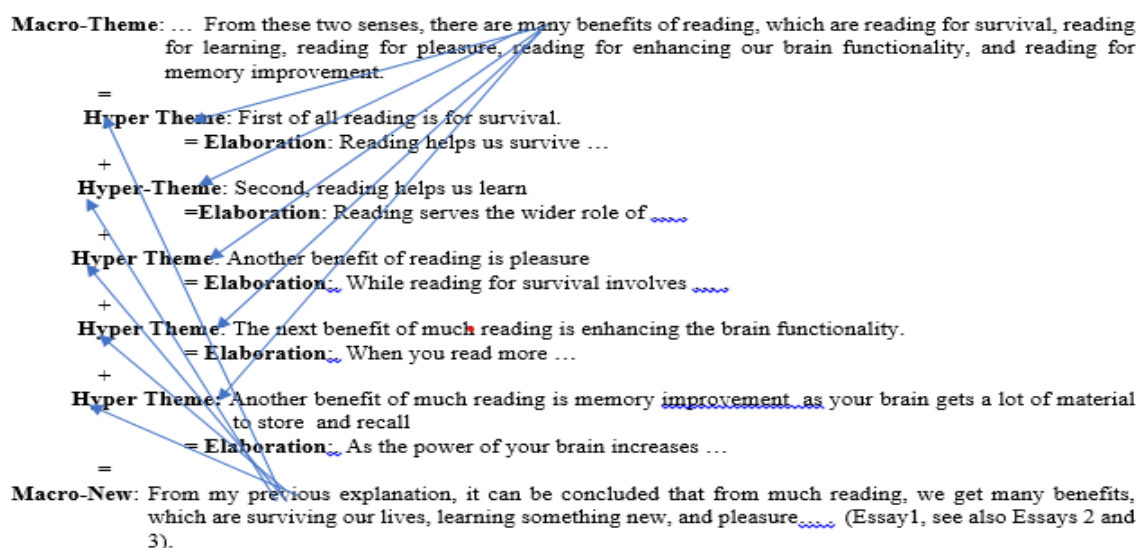 Macro-Theme: … From these two senses, there are many benefits of reading, which are reading for survival, reading
for learning, reading for pleasure, reading for enhancing our brain functionality, and reading for
memory improvement.
=
Hyper Theme: First of all reading is for survival.
= Elaboration: Reading helps us survive …
+
Hyper-Theme: Second, reading helps us learn
=Elaboration: Reading serves the wider role of .....
+
Hyper Theme: Another benefit of reading is pleasure
= Elaboration:. While reading for survival involves .....
+
Hyper Theme: The next benefit of much reading is enhancing the brain functionality.
= Elaboration:. When you read more …
+
Hyper Theme: Another benefit of much reading is memory improvement as your brain gets a lot of material
to store and recall
= Elaboration:. As the power of your brain increases …
=
Macro-New: From my previous explanation, it can be concluded that from much reading, we get many benefits,
which are surviving our lives, learning something new, and pleasure..... (Essay1, see also Essays 2 and
3).